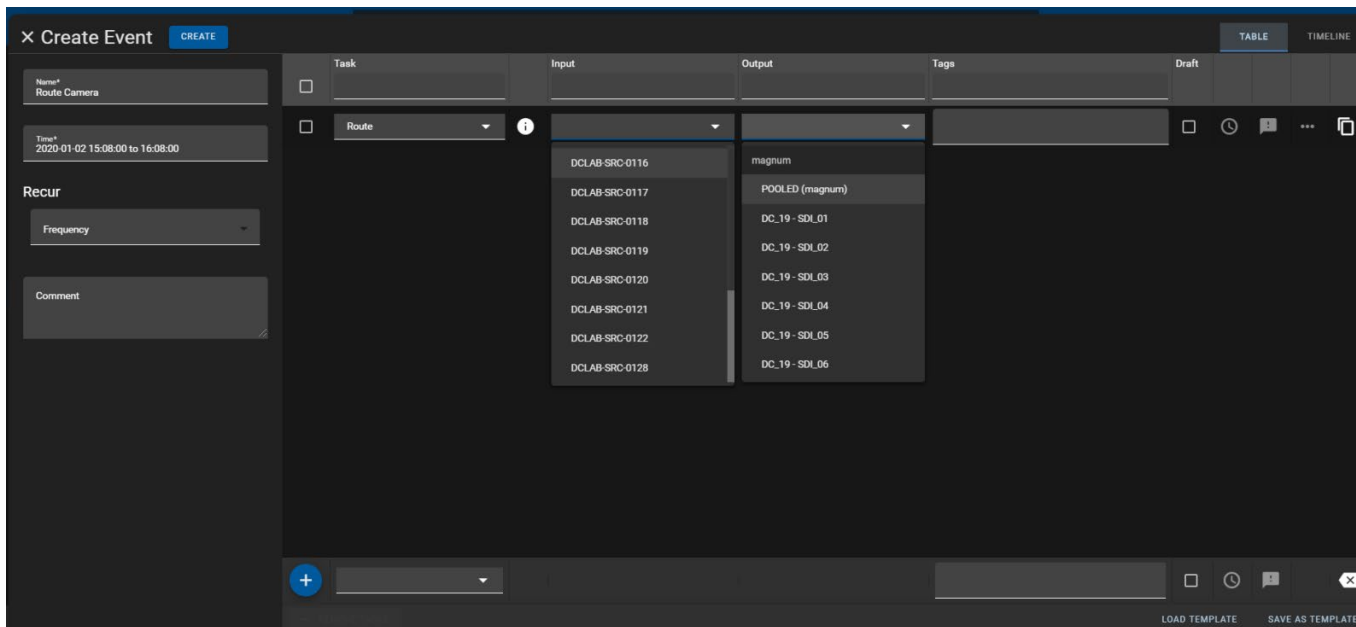 Create Event
CREATE
TABLE
TIMELINE
Name*
Route Camera
Time*
2020-01-02 15:08:00 to 16:08:00
Recur
Frequency
Comment
Task
Input
Output
Tags
Draft
Route
DCLAB-SRC-0116
DCLAB-SRC-0117
DCLAB-SRC-0118
DCLAB-SRC-0119
DCLAB-SRC-0120
DCLAB-SRC-0121
DCLAB-SRC-0122
DCLAB-SRC-0128
magnum
POOLED (magnum)
DC_19 - SDI_01
DC_19 - SDI_02
DC_19 - SDI_03
DC_19 - SDI_04
DC_19 - SDI_05
DC_19 - SDI_06
LOAD TEMPLATE
SAVE AS TEMPLATE